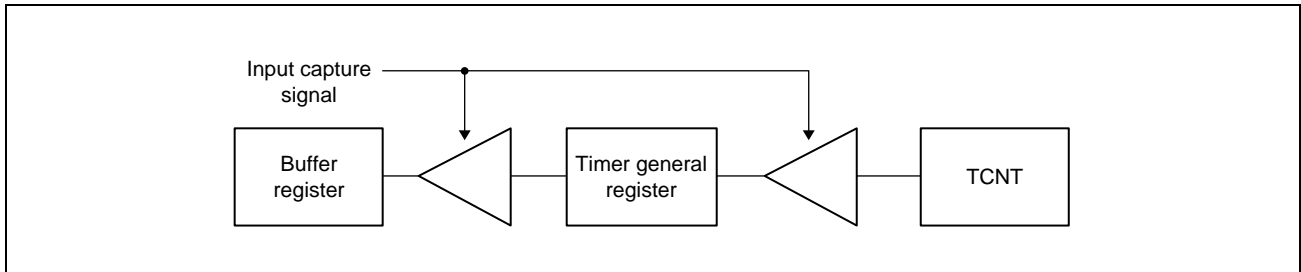 Input capture
signal
Buffer
register
Timer general
register
TCNT